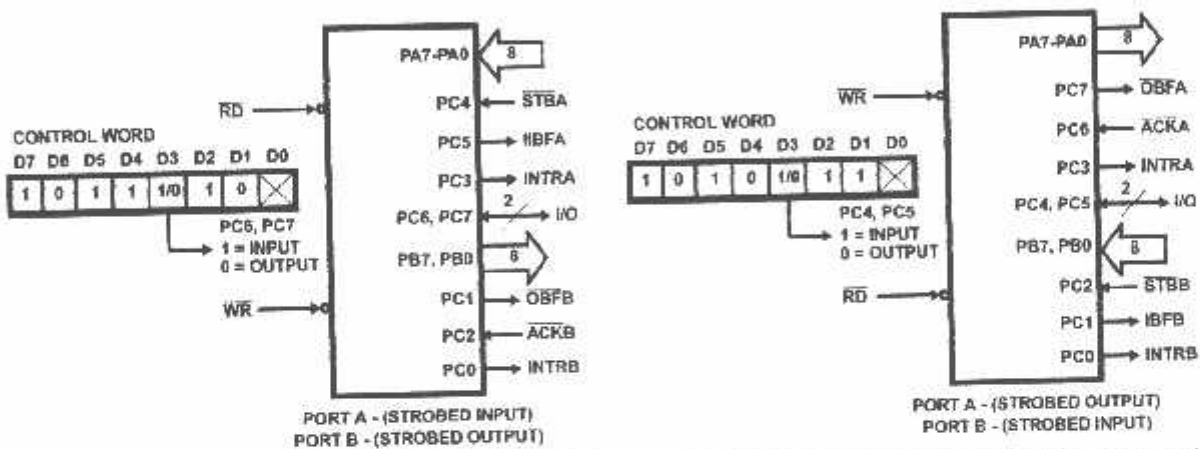 PA7-PA0
8
RD
PC4
STBA
CONTROL WORD
D7 D6 D5 D4 D3 D2 D1 D0
1 0 1 1 1/0 1 0 X
PC5
IBFA
PC3
INTRA
PC6, PC7
2
I/O
PC6, PC7
1 = INPUT
0 = OUTPUT
PB7, PB0
8
WR
PC1
OBFB
PC2
ACKB
PC0
INTRB
PORT A - (STROBED INPUT)
PORT B - (STROBED OUTPUT)
PA7-PA0
8
WR
PC7
OBFA
CONTROL WORD
D7 D6 D5 D4 D3 D2 D1 D0
1 0 1 0 1/0 1 1 X
PC6
ACKA
PC3
INTRA
PC4, PC5
2
I/O
PC4, PC5
1 = INPUT
0 = OUTPUT
PB7, PB0
8
RD
PC2
STBB
PC1
IBFB
PC0
INTRB
PORT A - (STROBED OUTPUT)
PORT B - (STROBED INPUT)